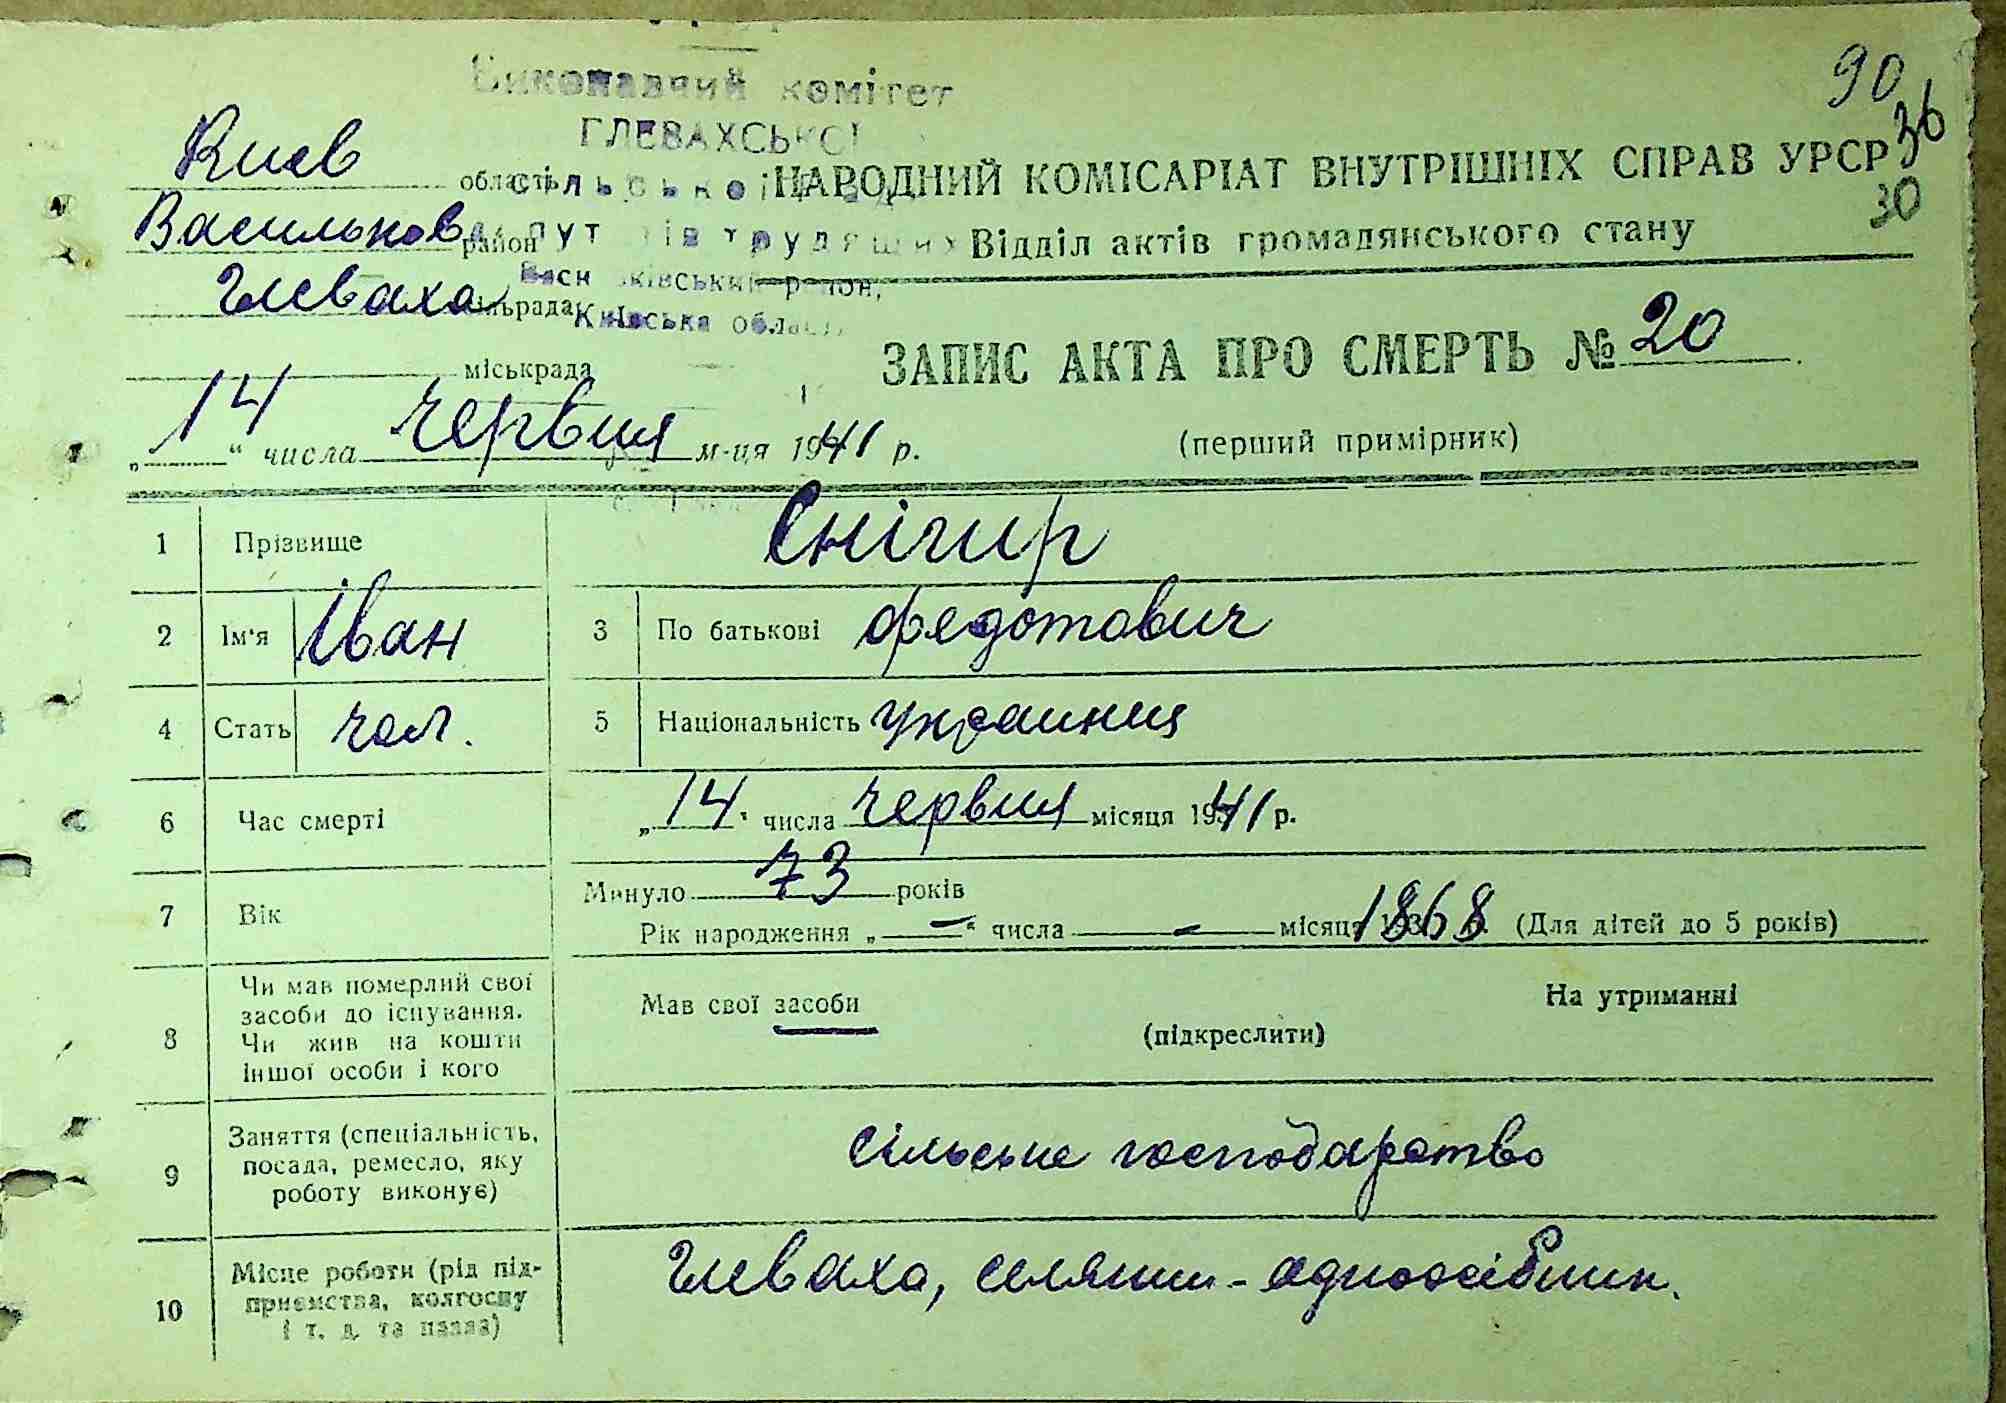 90
36
30
Виконавчий комітет
ГЛЕВАХСЬКОЇ
сільської
трудящих
Київська область
Киев область
Васильков район
Глеваха сільрада
міськрада
НАРОДНИЙ КОМІСАРІАТ ВНУТРІШНІХ СПРАВ УРСР
Відділ актів громадянського стану
ЗАПИС АКТА ПРО СМЕРТЬ № 20
„14“ числа червня м-ця 1941 р.
(перший примірник)
1 Прізвище Снігир
2 Ім'я Іван 3 По батькові Федотович
4 Стать чол. 5 Національність украинец
6 Час смерті „14“ числа червня місяця 1941 р.
7 Вік Минуло 73 років
Рік народження „—“ числа — місяця 1868 (Для дітей до 5 років)
8 Чи мав померлий свої засоби до існування. Чи жив на кошти іншої особи і кого
Мав свої засоби (підкреслити) На утриманні
9 Заняття (спеціальність, посада, ремесло, яку роботу виконує)
сільське господарство
10 Місце роботи (рід підприємства, колгоспу і т. д. та назва)
Глеваха, селянин-одноосібник.